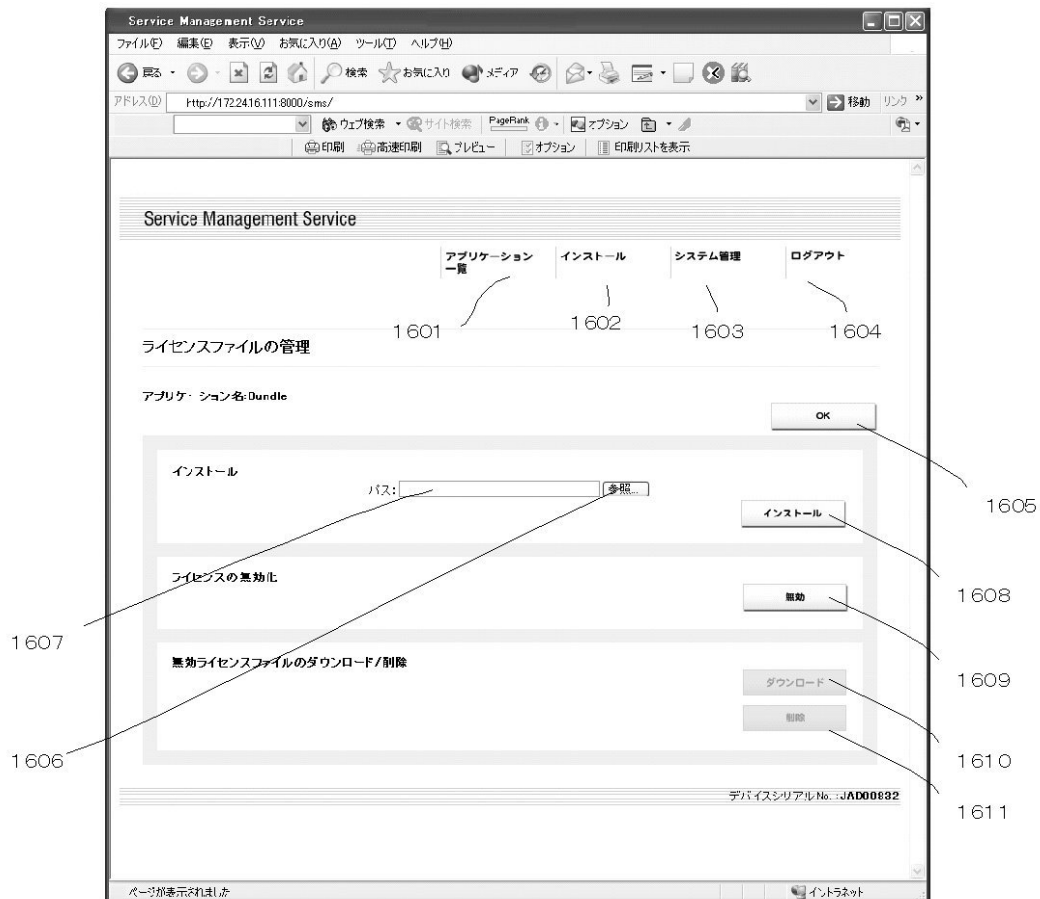 Service Management Service
ファイル(F) 編集(E) 表示(V) お気に入り(A) ツール(T) ヘルプ(H)
戻る 検索 お気に入り メディア
アドレス(D) http://172.24.16.111:8000/sms/ 移動 リンク »
ウェブ検索 サイト検索 PageRank オプション
印刷 高速印刷 プレビュー オプション 印刷リストを表示
Service Management Service
アプリケーション
一覧
インストール
システム管理
ログアウト
1601
1602
1603
1604
ライセンスファイルの管理
アプリケーション名:Bundle
OK
1605
インストール
パス:
参照...
インストール
ライセンスの無効化
1608
無効
1607
無効ライセンスファイルのダウンロード/削除
1609
ダウンロード
削除
1606
1610
デバイスシリアルNo.:JAD00832
1611
ページが表示されました
イントラネット